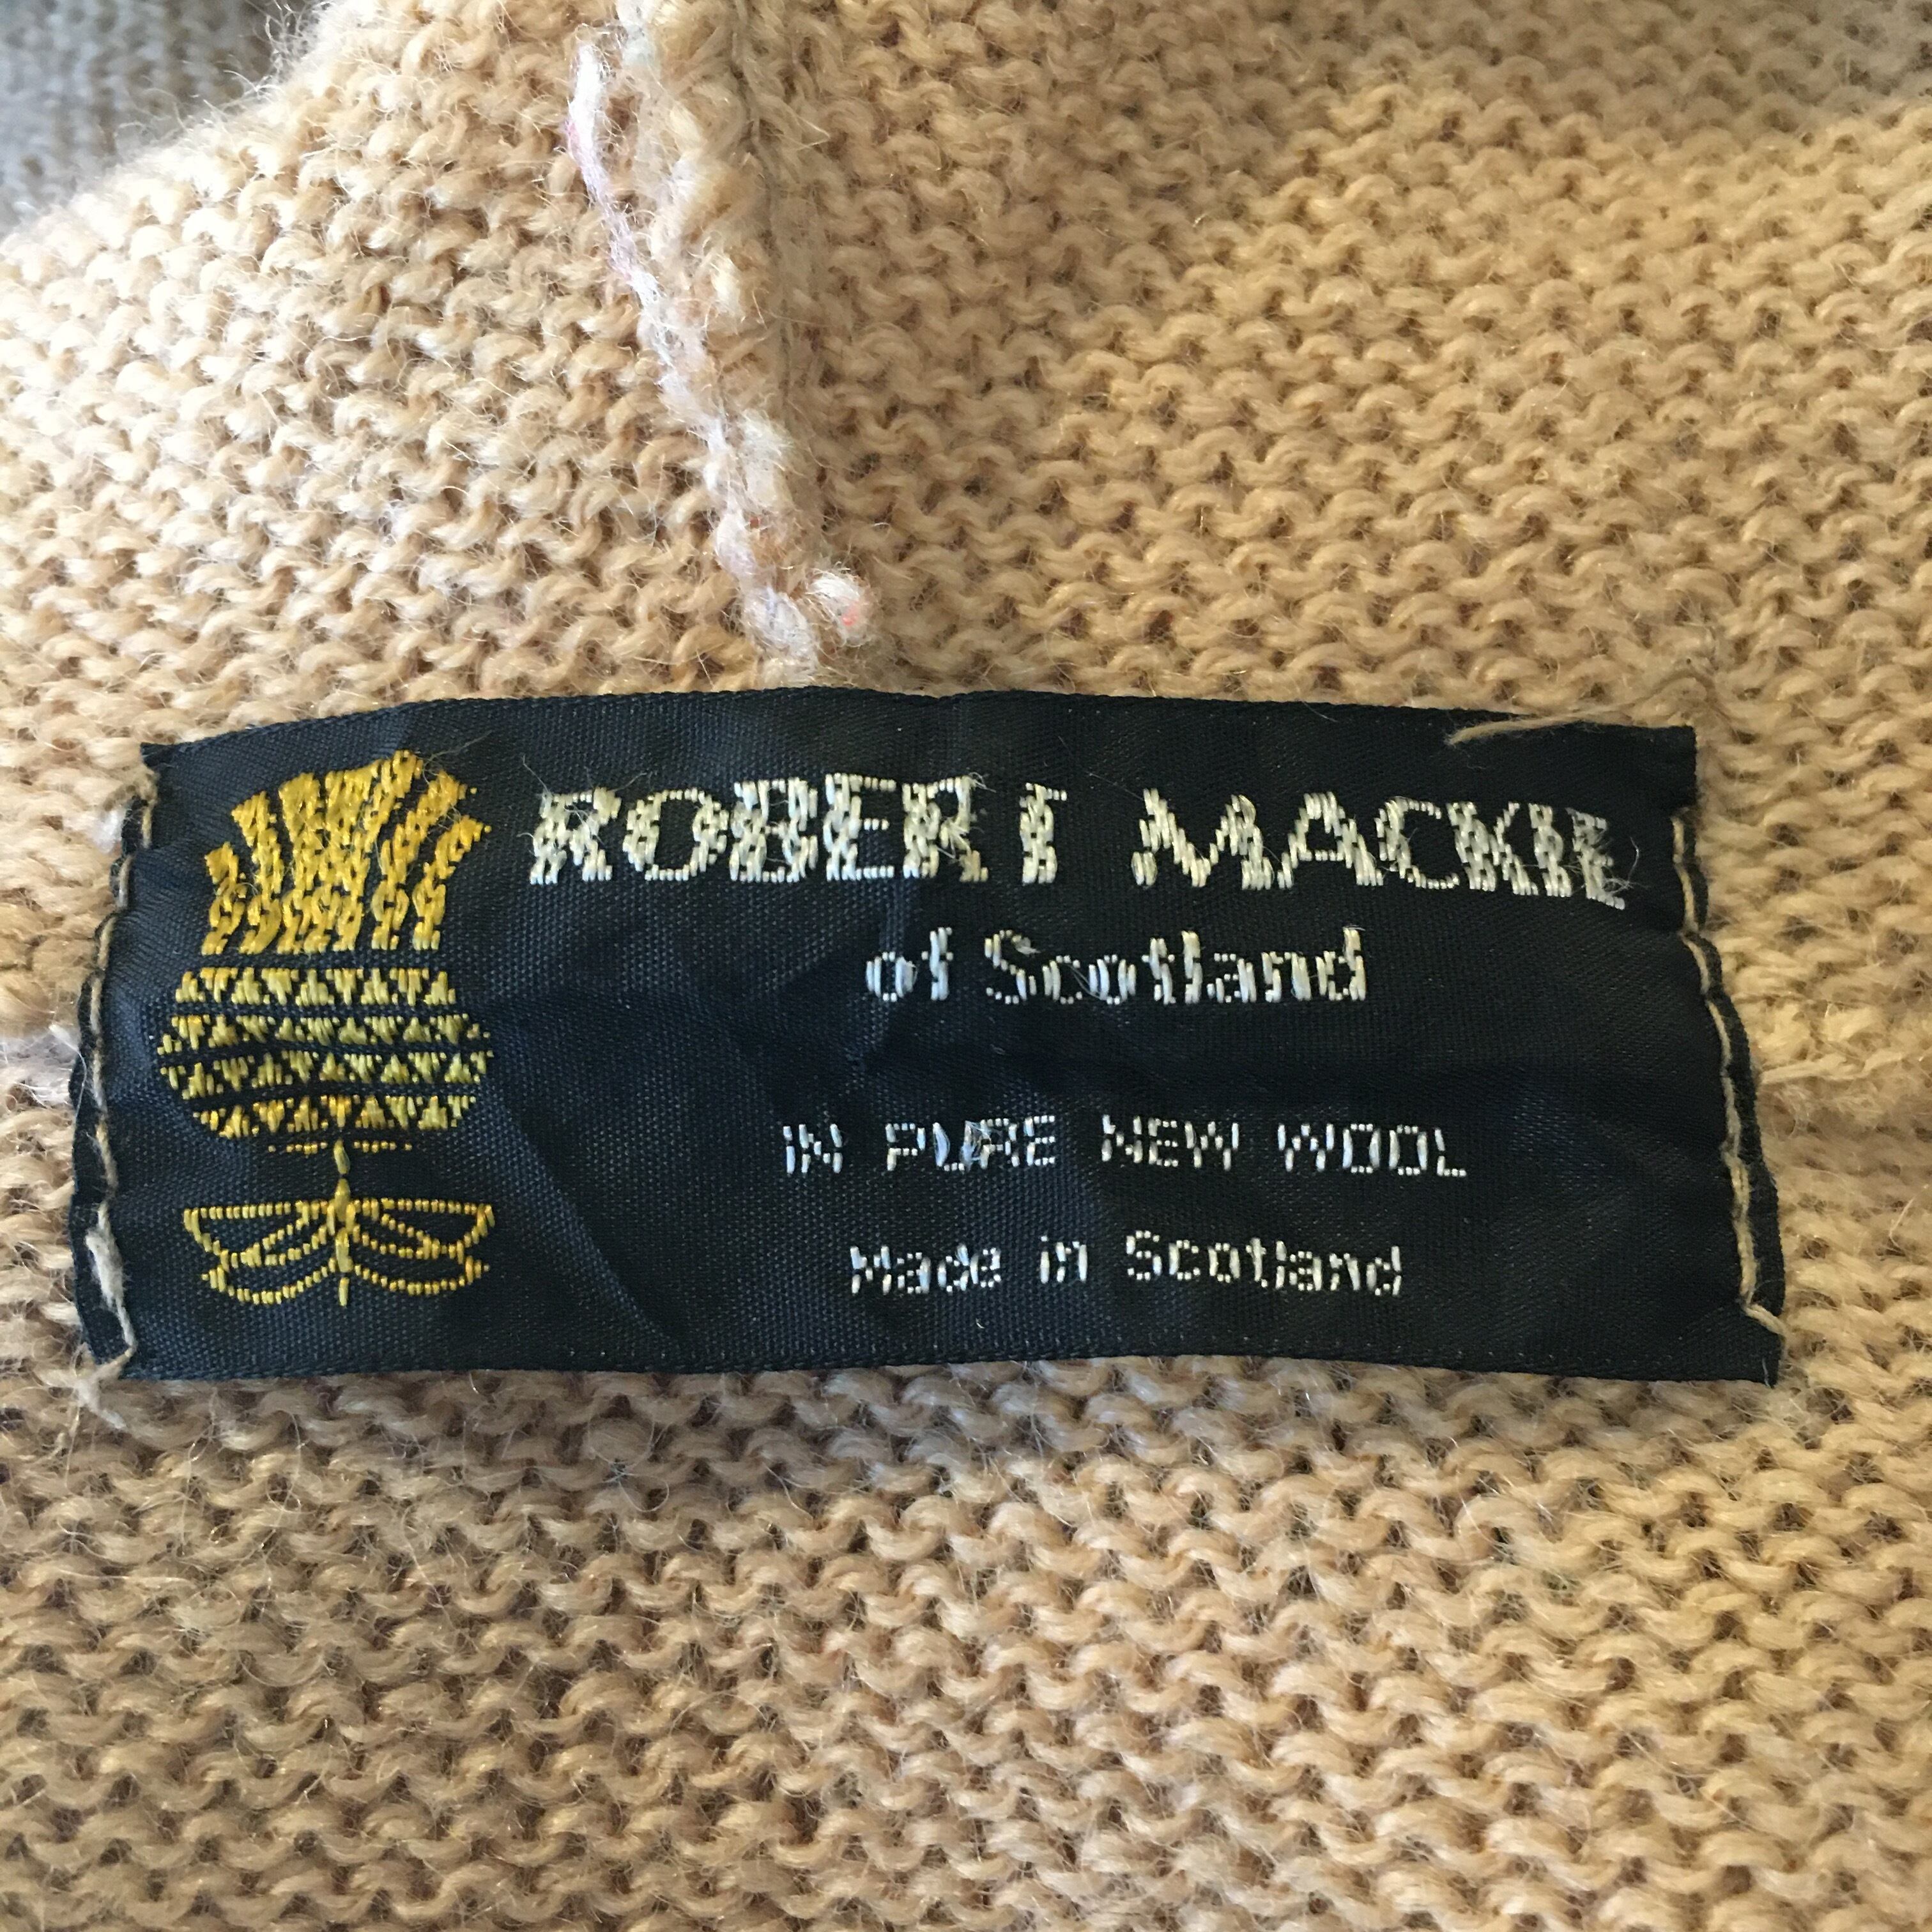 ROBERT MACKIE
of Scotland
IN PURE NEW WOOL
Made in Scotland